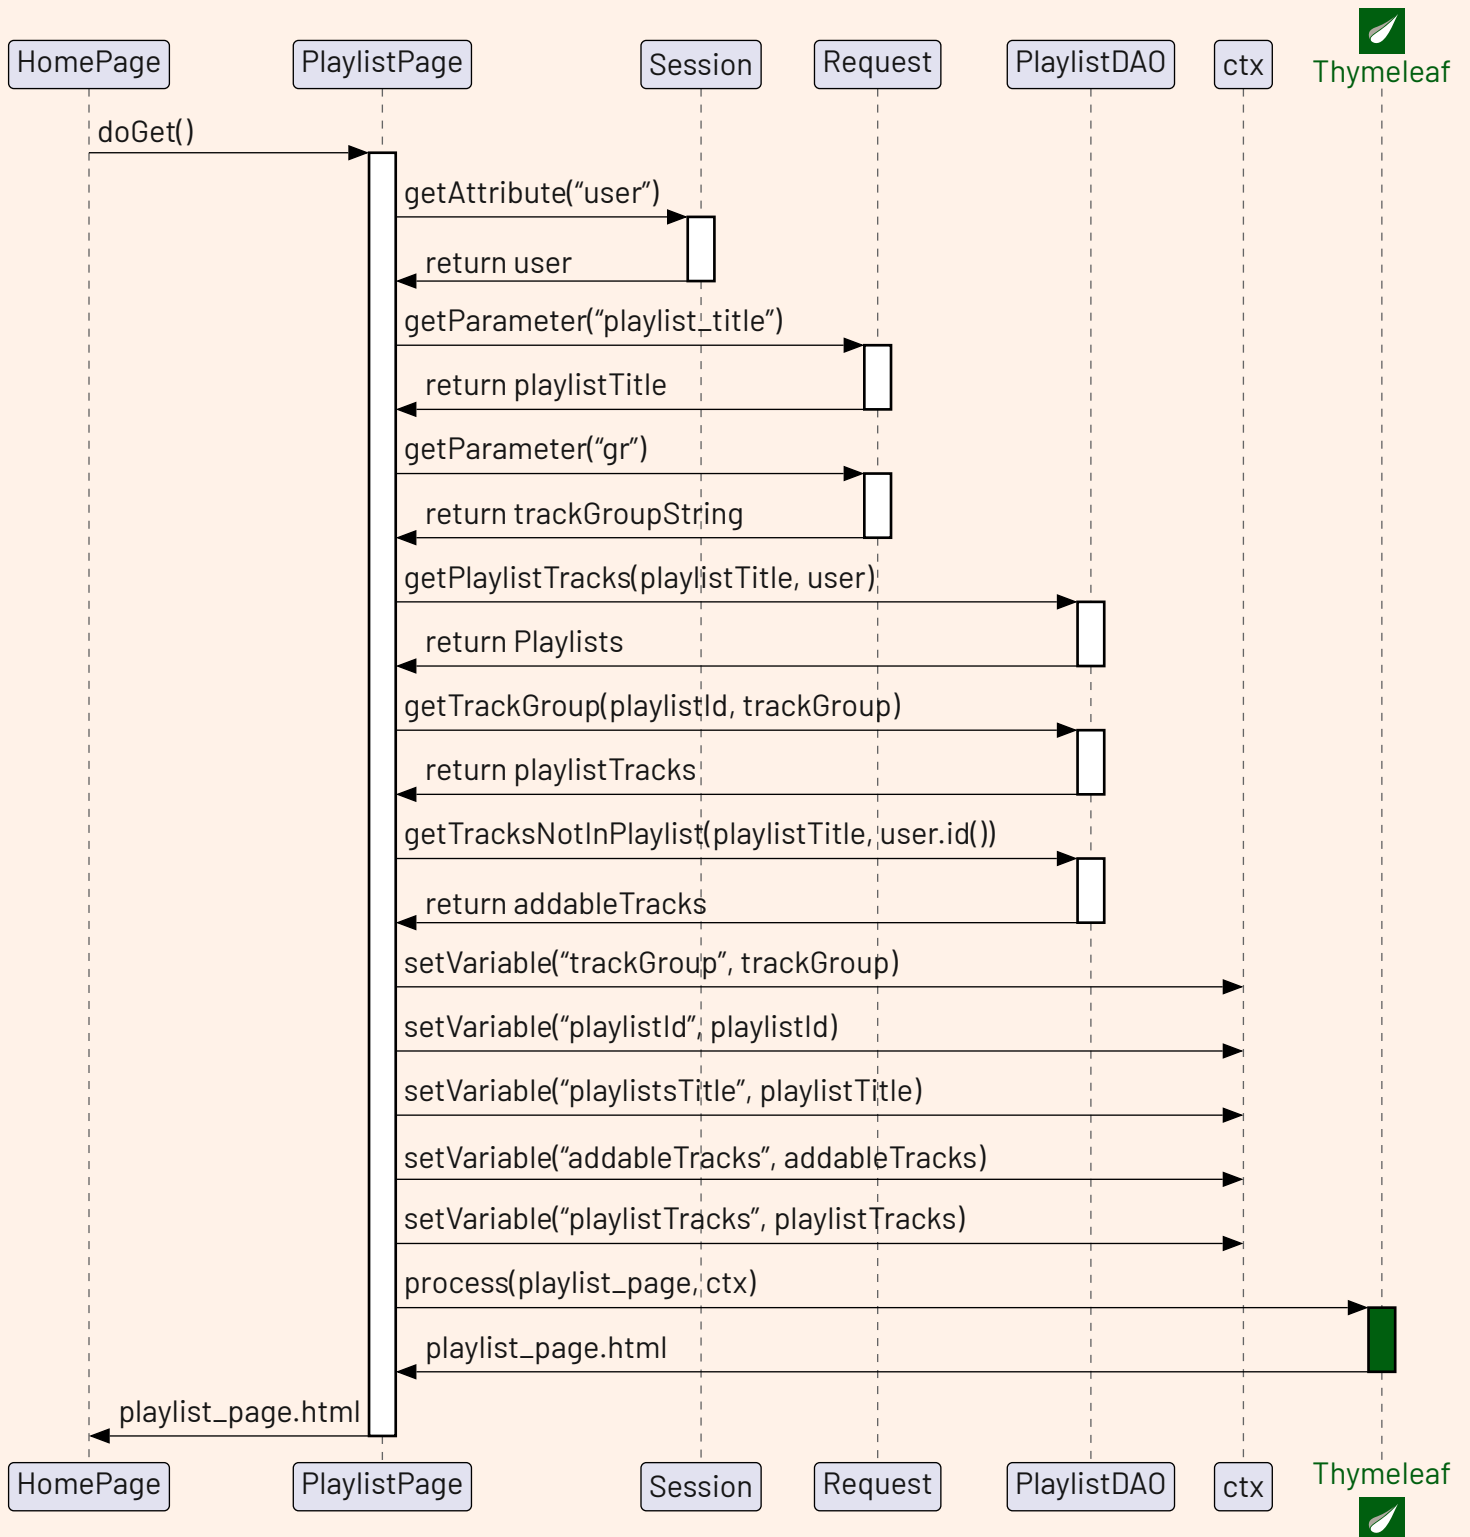 HomePage
PlaylistPage
Session
Request
PlaylistDAO
ctx
Thymeleaf
doGet()
getAttribute(“user”)
return user
getParameter(“playlist_title”)
return playlistTitle
getParameter(“gr”)
return trackGroupString
getPlaylistTracks(playlistTitle, user)
return Playlists
getTrackGroup(playlistId, trackGroup)
return playlistTracks
getTracksNotInPlaylist(playlistTitle, user.id())
return addableTracks
setVariable(“trackGroup”, trackGroup)
setVariable(“playlistId”, playlistId)
setVariable(“playlistsTitle”, playlistTitle)
setVariable(“addableTracks”, addableTracks)
setVariable(“playlistTracks”, playlistTracks)
process(playlist_page, ctx)
playlist_page.html
playlist_page.html
HomePage
PlaylistPage
Session
Request
PlaylistDAO
ctx
Thymeleaf